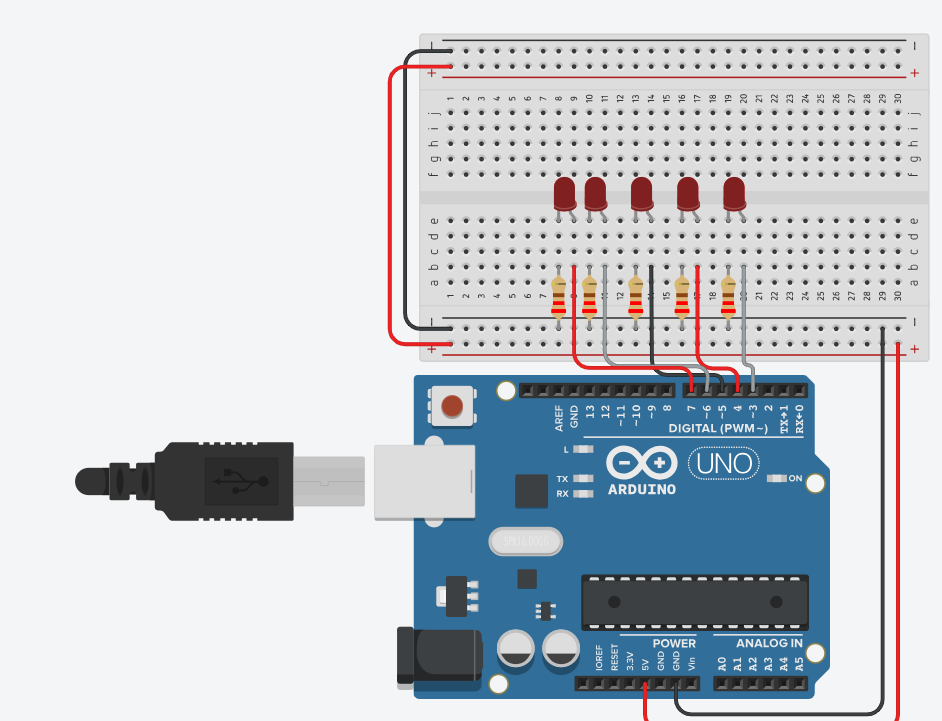 − −
+ +
1 2 3 4 5 6 7 8 9 10 11 12 13 14 15 16 17 18 19 20 21 22 23 24 25 26 27 28 29 30
j j
i i
h h
g g
f f
e e
d d
c c
b b
a a
1 2 3 4 5 6 7 8 9 10 11 12 13 14 15 16 17 18 19 20 21 22 23 24 25 26 27 28 29 30
− −
+ +
AREF GND 13 12 ~11 ~10 ~9 8 7 ~6 ~5 4 ~3 2 TX→1 RX←0
DIGITAL (PWM~)
L
TX
RX
ARDUINO
UNO
ON
POWER
ANALOG IN
IOREF RESET 3.3V 5V GND GND Vin A0 A1 A2 A3 A4 A5